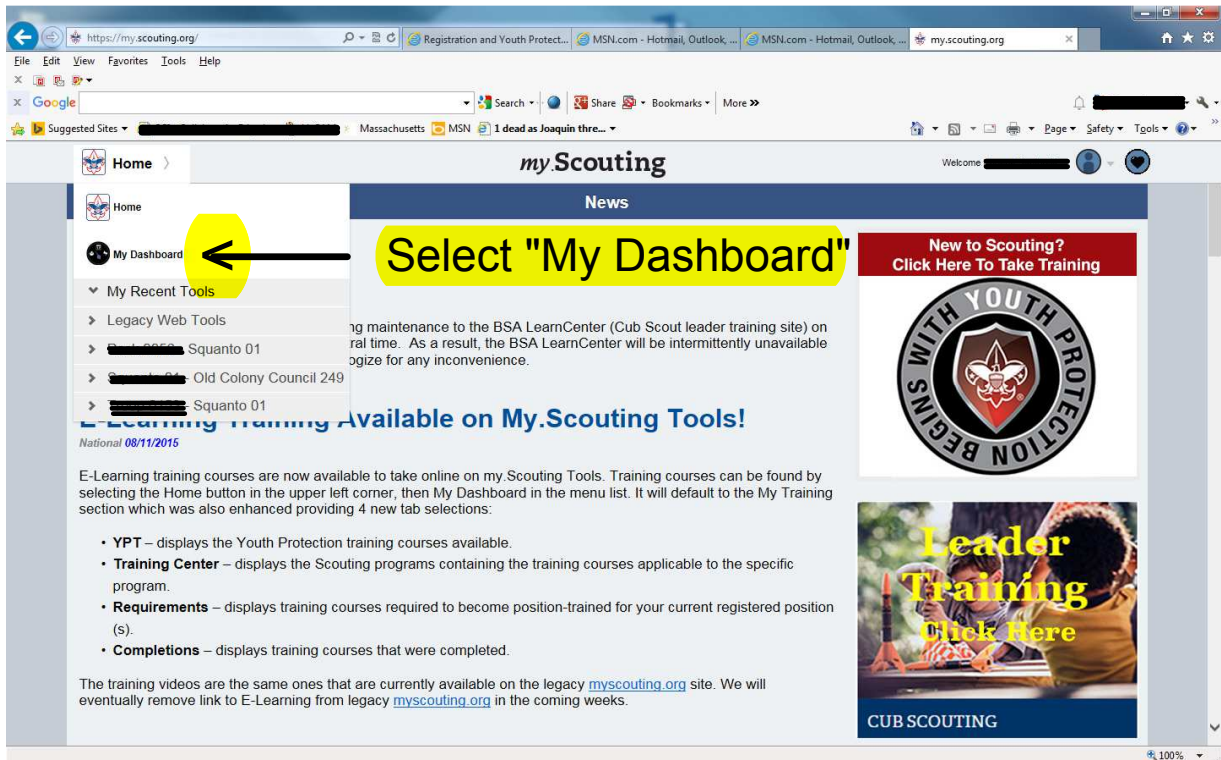 https://my.scouting.org/
Registration and Youth Protect...
MSN.com - Hotmail, Outlook, ...
MSN.com - Hotmail, Outlook, ...
my.scouting.org
File Edit View Favorites Tools Help
Google
Search
Share
Bookmarks
More »
Suggested Sites
Massachusetts
MSN
1 dead as Joaquin thre...
Page Safety Tools
Home
my.Scouting
Welcome
Home
News
My Dashboard
< Select "My Dashboard"
New to Scouting?
Click Here To Take Training
My Recent Tools
Legacy Web Tools
ng maintenance to the BSA LearnCenter (Cub Scout leader training site) on
Squanto 01
ral time. As a result, the BSA LearnCenter will be intermittently unavailable
ogize for any inconvenience.
- Old Colony Council 249
- Squanto 01
YOUTH PROTECTION BEGINS WITH YOU
E-Learning Training Available on My.Scouting Tools!
National 08/11/2015
E-Learning training courses are now available to take online on my.Scouting Tools. Training courses can be found by
selecting the Home button in the upper left corner, then My Dashboard in the menu list. It will default to the My Training
section which was also enhanced providing 4 new tab selections:
• YPT – displays the Youth Protection training courses available.
• Training Center – displays the Scouting programs containing the training courses applicable to the specific
program.
• Requirements – displays training courses required to become position-trained for your current registered position
(s).
• Completions – displays training courses that were completed.
The training videos are the same ones that are currently available on the legacy myscouting.org site. We will
eventually remove link to E-Learning from legacy myscouting.org in the coming weeks.
Leader
Training
Click Here
CUB SCOUTING
100%